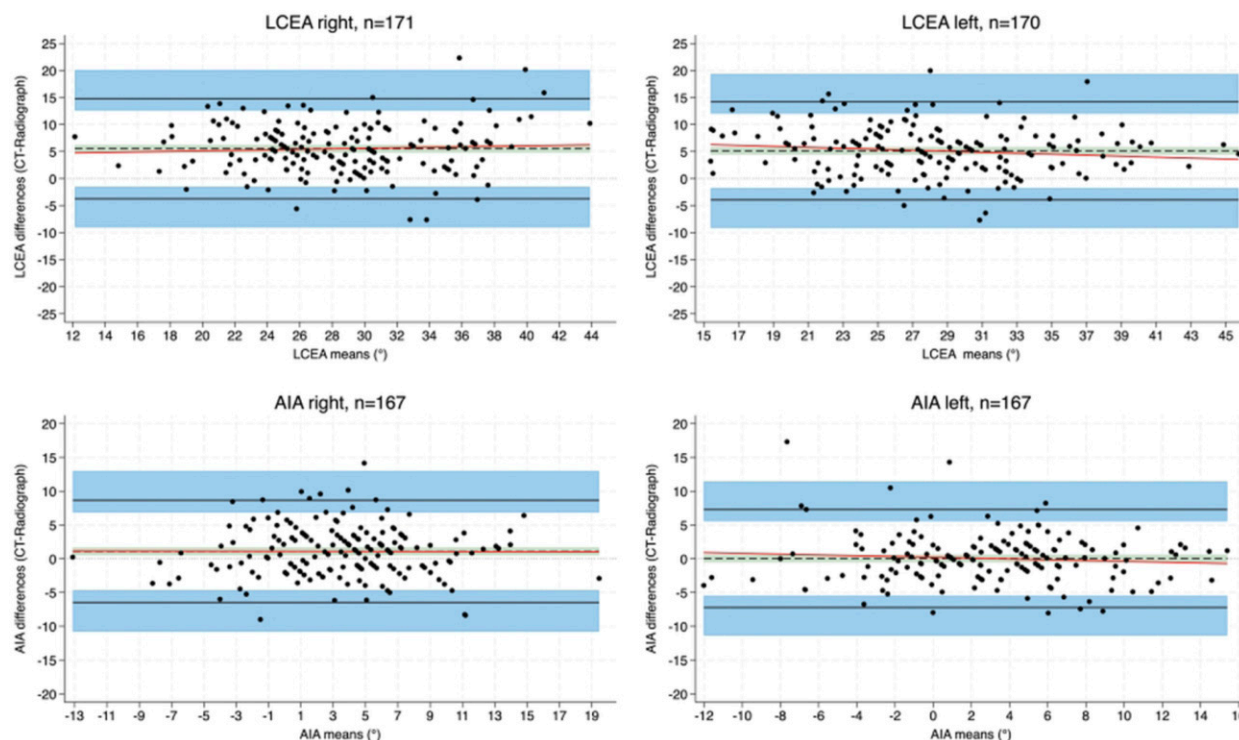 LCEA right, n=171
LCEA differences (CT-Radiograph)
25
20
15
10
5
0
-5
-10
-15
-20
-25
12 14 16 18 20 22 24 26 28 30 32 34 36 38 40 42 44
LCEA means (°)
LCEA left, n=170
LCEA differences (CT-Radiograph)
25
20
15
10
5
0
-5
-10
-15
-20
-25
15 17 19 21 23 25 27 29 31 33 35 37 39 41 43 45
LCEA means (°)
AIA right, n=167
AIA differences (CT-Radiograph)
20
15
10
5
0
-5
-10
-15
-20
-13 -11 -9 -7 -5 -3 -1 1 3 5 7 9 11 13 15 17 19
AIA means (°)
AIA left, n=167
AIA differences (CT-Radiograph)
20
15
10
5
0
-5
-10
-15
-20
-12 -10 -8 -6 -4 -2 0 2 4 6 8 10 12 14 16
AIA means (°)